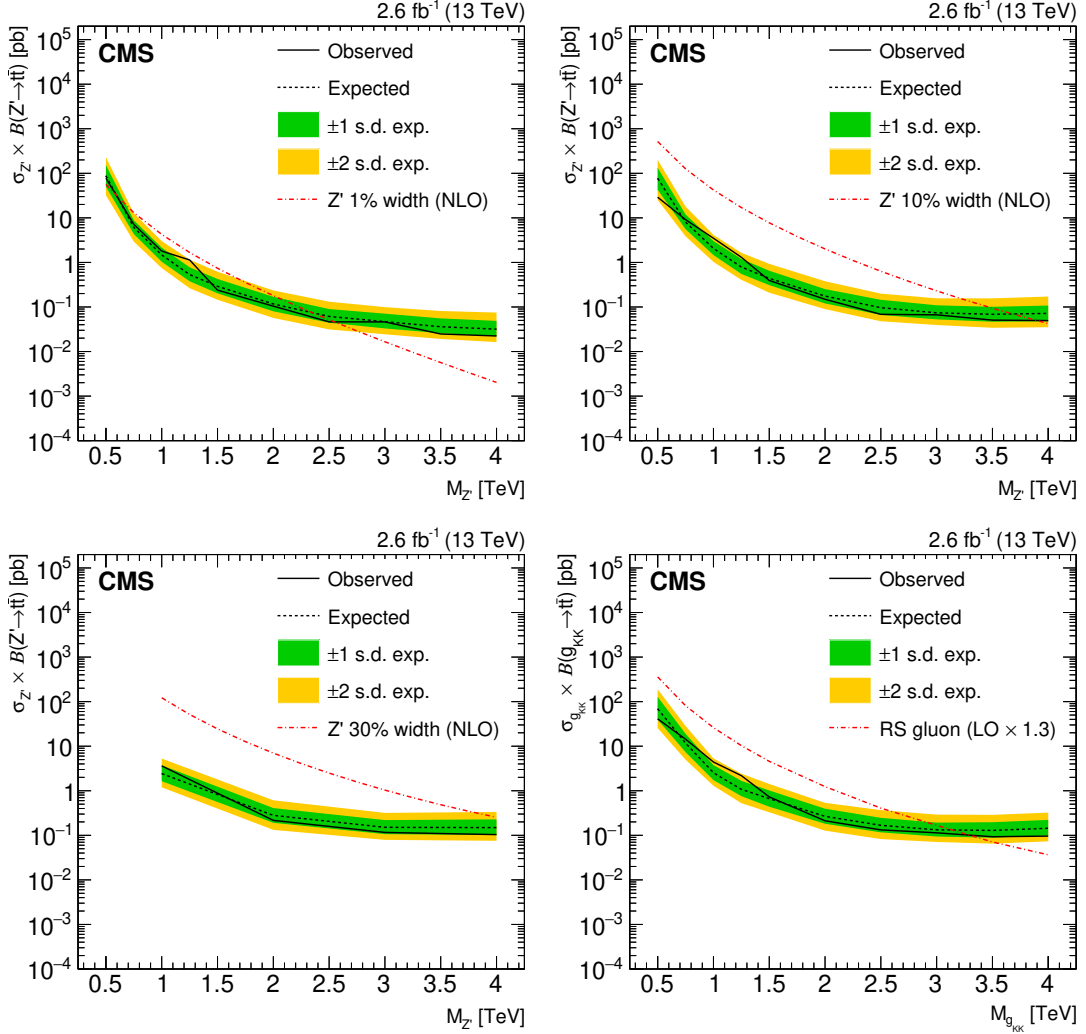 2.6 fb⁻¹ (13 TeV)
CMS
Observed
Expected
±1 s.d. exp.
±2 s.d. exp.
Z' 1% width (NLO)
σ_Z' × B(Z'→tt̄) [pb]
10⁵
10⁴
10³
10²
10
1
10⁻¹
10⁻²
10⁻³
10⁻⁴
0.5 1 1.5 2 2.5 3 3.5 4
M_Z' [TeV]
2.6 fb⁻¹ (13 TeV)
CMS
Observed
Expected
±1 s.d. exp.
±2 s.d. exp.
Z' 10% width (NLO)
σ_Z' × B(Z'→tt̄) [pb]
10⁵
10⁴
10³
10²
10
1
10⁻¹
10⁻²
10⁻³
10⁻⁴
0.5 1 1.5 2 2.5 3 3.5 4
M_Z' [TeV]
2.6 fb⁻¹ (13 TeV)
CMS
Observed
Expected
±1 s.d. exp.
±2 s.d. exp.
Z' 30% width (NLO)
σ_Z' × B(Z'→tt̄) [pb]
10⁵
10⁴
10³
10²
10
1
10⁻¹
10⁻²
10⁻³
10⁻⁴
0.5 1 1.5 2 2.5 3 3.5 4
M_Z' [TeV]
2.6 fb⁻¹ (13 TeV)
CMS
Observed
Expected
±1 s.d. exp.
±2 s.d. exp.
RS gluon (LO × 1.3)
σ_g_KK × B(g_KK→tt̄) [pb]
10⁵
10⁴
10³
10²
10
1
10⁻¹
10⁻²
10⁻³
10⁻⁴
0.5 1 1.5 2 2.5 3 3.5 4
M_g_KK [TeV]